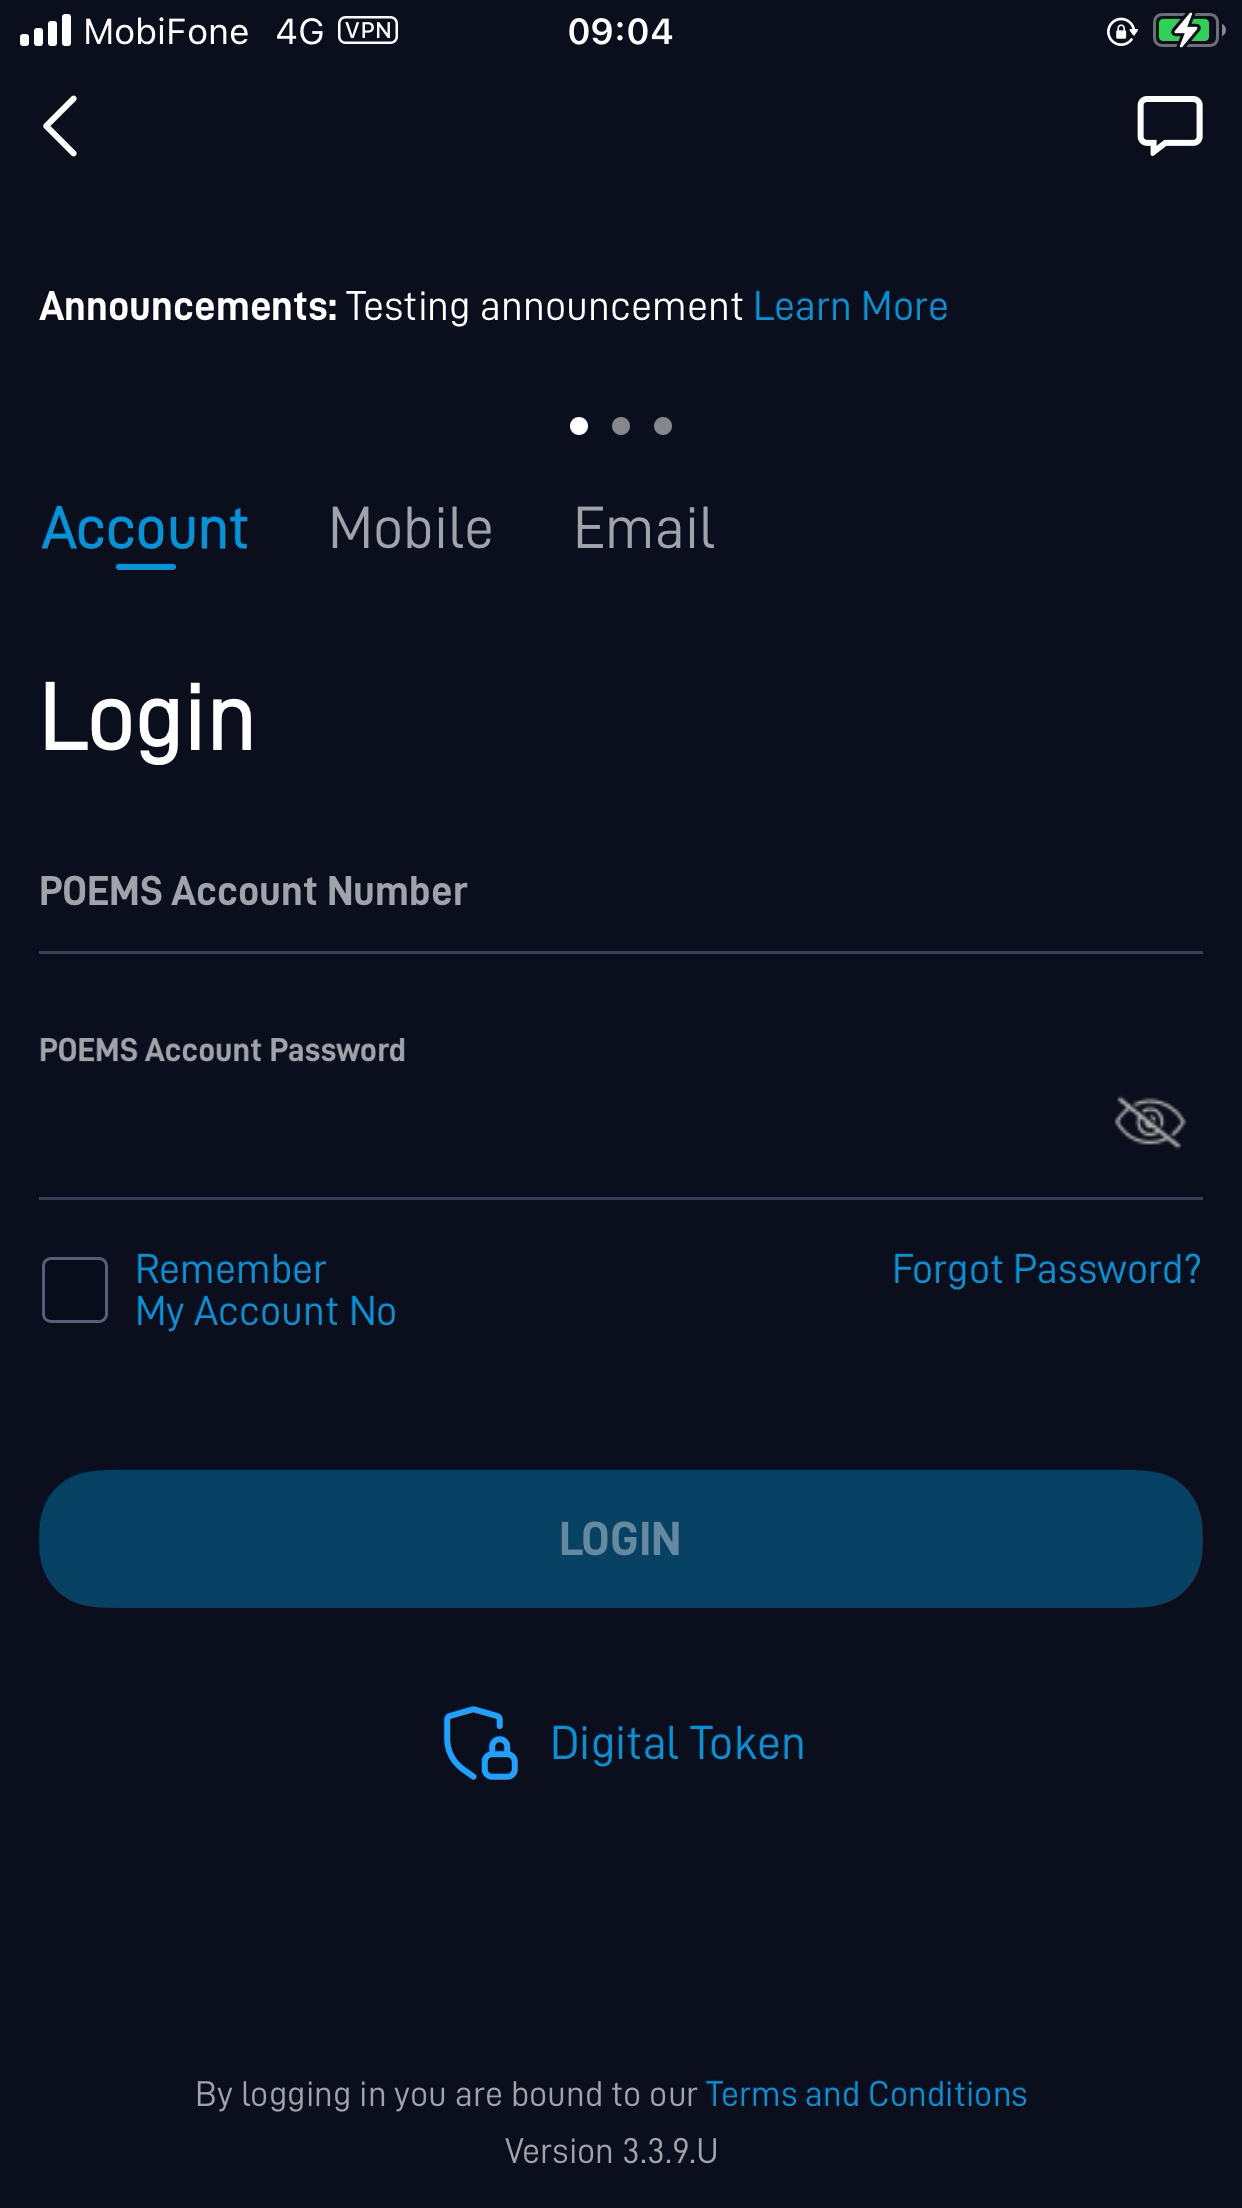 MobiFone 4G VPN 09:04
Announcements: Testing announcement Learn More
Account Mobile Email
Login
POEMS Account Number
POEMS Account Password
Remember
My Account No
Forgot Password?
LOGIN
Digital Token
By logging in you are bound to our Terms and Conditions
Version 3.3.9.U